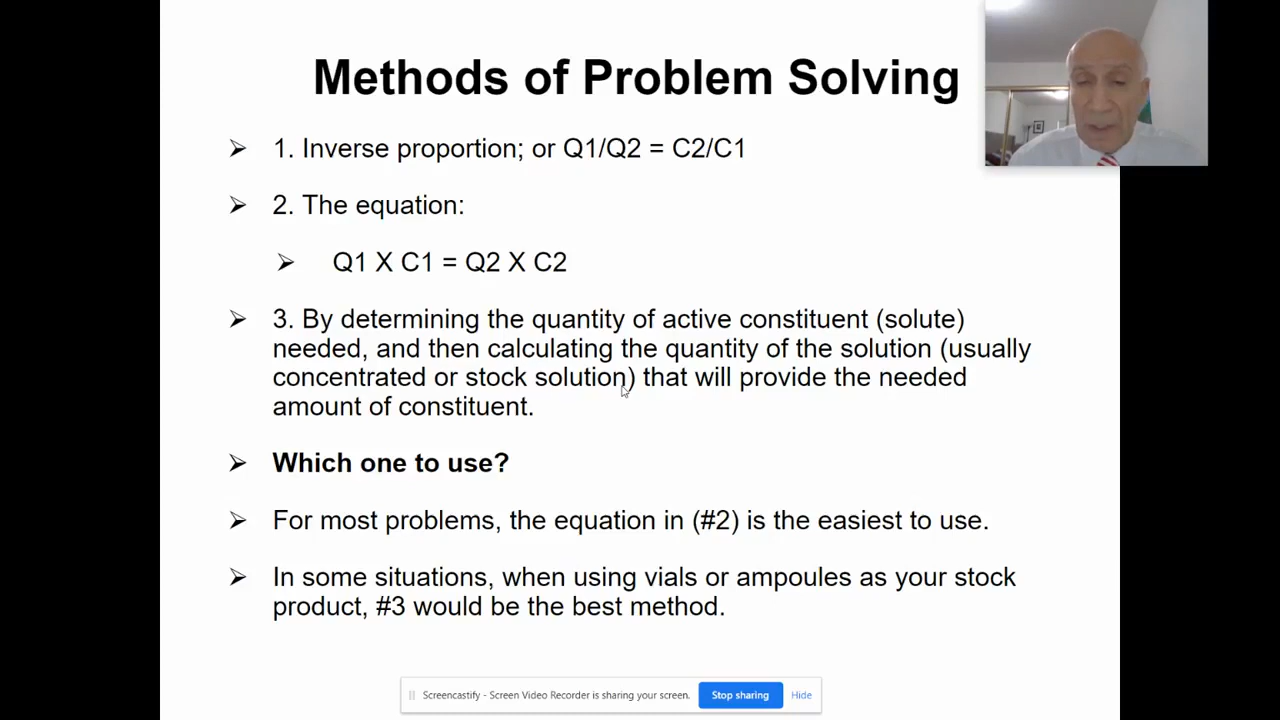 Methods of Problem Solving
➢ 1. Inverse proportion; or Q1/Q2 = C2/C1
➢ 2. The equation:
➢ Q1 X C1 = Q2 X C2
➢ 3. By determining the quantity of active constituent (solute)
needed, and then calculating the quantity of the solution (usually
concentrated or stock solution) that will provide the needed
amount of constituent.
➢ Which one to use?
➢ For most problems, the equation in (#2) is the easiest to use.
➢ In some situations, when using vials or ampoules as your stock
product, #3 would be the best method.
Screencastify - Screen Video Recorder is sharing your screen. Stop sharing Hide